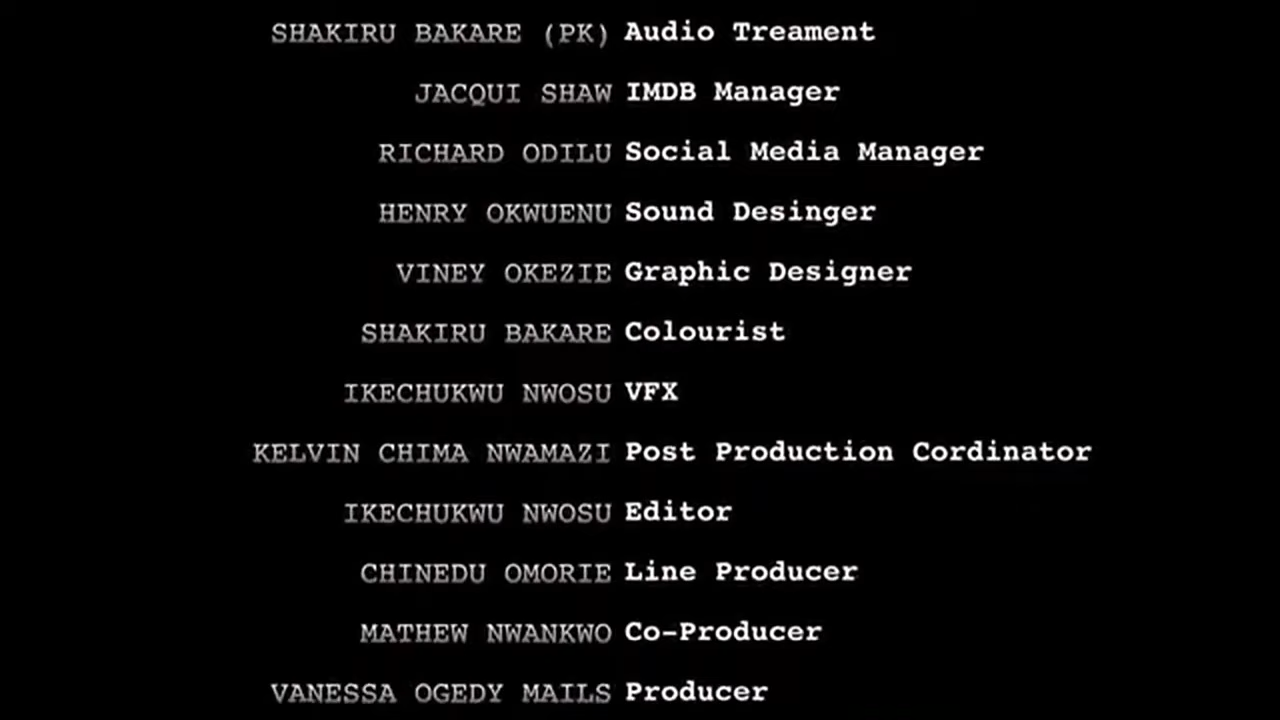 SHAKIRU BAKARE (PK) Audio Treament
JACQUI SHAW IMDB Manager
RICHARD ODILU Social Media Manager
HENRY OKWUENU Sound Desinger
VINEY OKEZIE Graphic Designer
SHAKIRU BAKARE Colourist
IKECHUKWU NWOSU VFX
KELVIN CHIMA NWAMAZI Post Production Cordinator
IKECHUKWU NWOSU Editor
CHINEDU OMORIE Line Producer
MATHEW NWANKWO Co-Producer
VANESSA OGEDY MAILS Producer